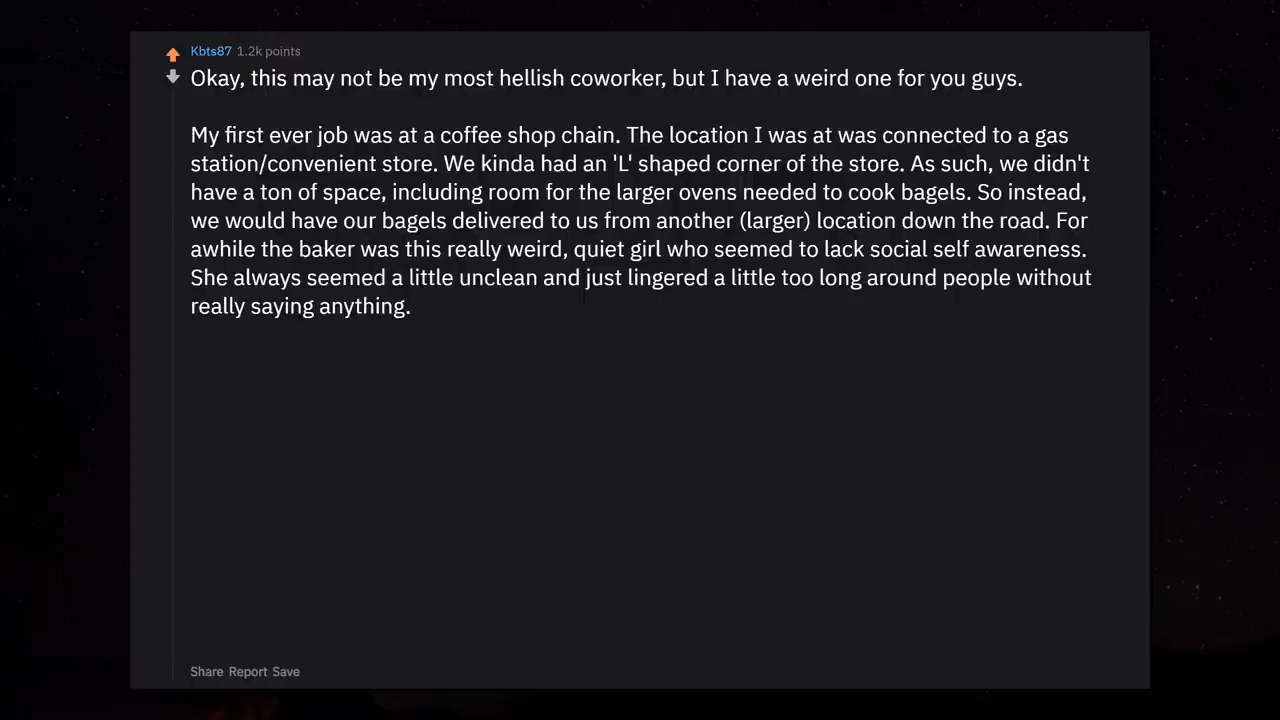 Kbts87 1.2k points
Okay, this may not be my most hellish coworker, but I have a weird one for you guys.
My first ever job was at a coffee shop chain. The location I was at was connected to a gas
station/convenient store. We kinda had an 'L' shaped corner of the store. As such, we didn't
have a ton of space, including room for the larger ovens needed to cook bagels. So instead,
we would have our bagels delivered to us from another (larger) location down the road. For
awhile the baker was this really weird, quiet girl who seemed to lack social self awareness.
She always seemed a little unclean and just lingered a little too long around people without
really saying anything.
Share Report Save